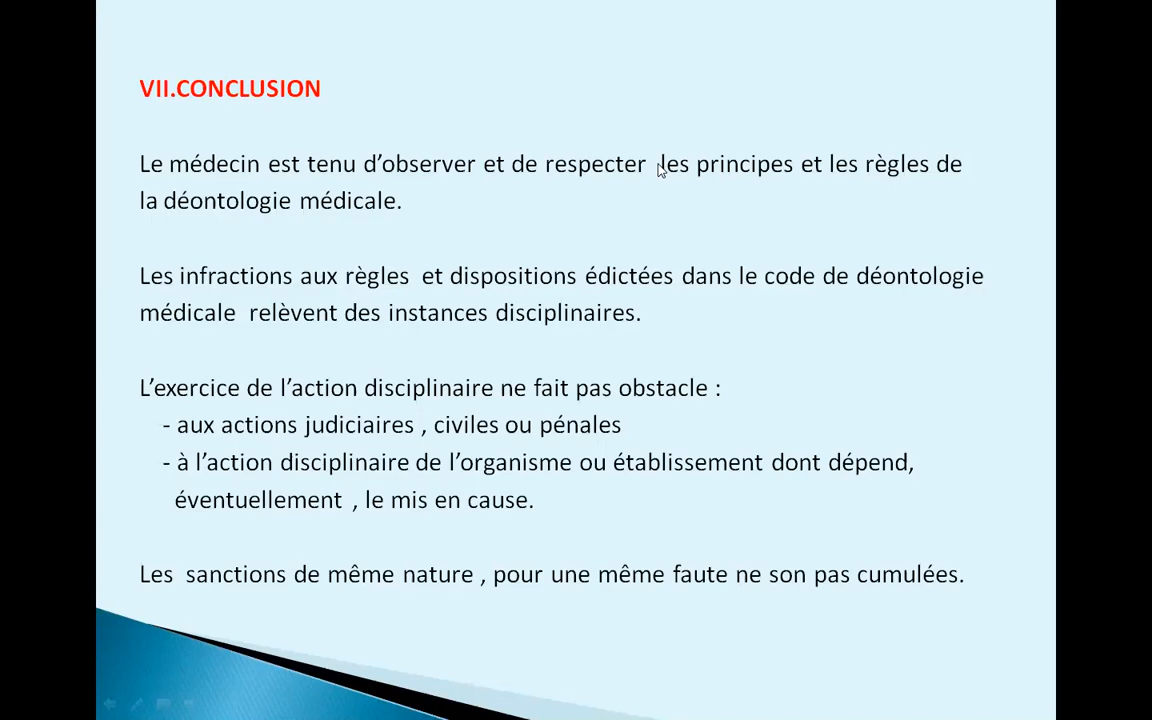 VII.CONCLUSION
Le médecin est tenu d’observer et de respecter les principes et les règles de
la déontologie médicale.
Les infractions aux règles et dispositions édictées dans le code de déontologie
médicale relèvent des instances disciplinaires.
L’exercice de l’action disciplinaire ne fait pas obstacle :
- aux actions judiciaires , civiles ou pénales
- à l’action disciplinaire de l’organisme ou établissement dont dépend,
éventuellement , le mis en cause.
Les sanctions de même nature , pour une même faute ne son pas cumulées.